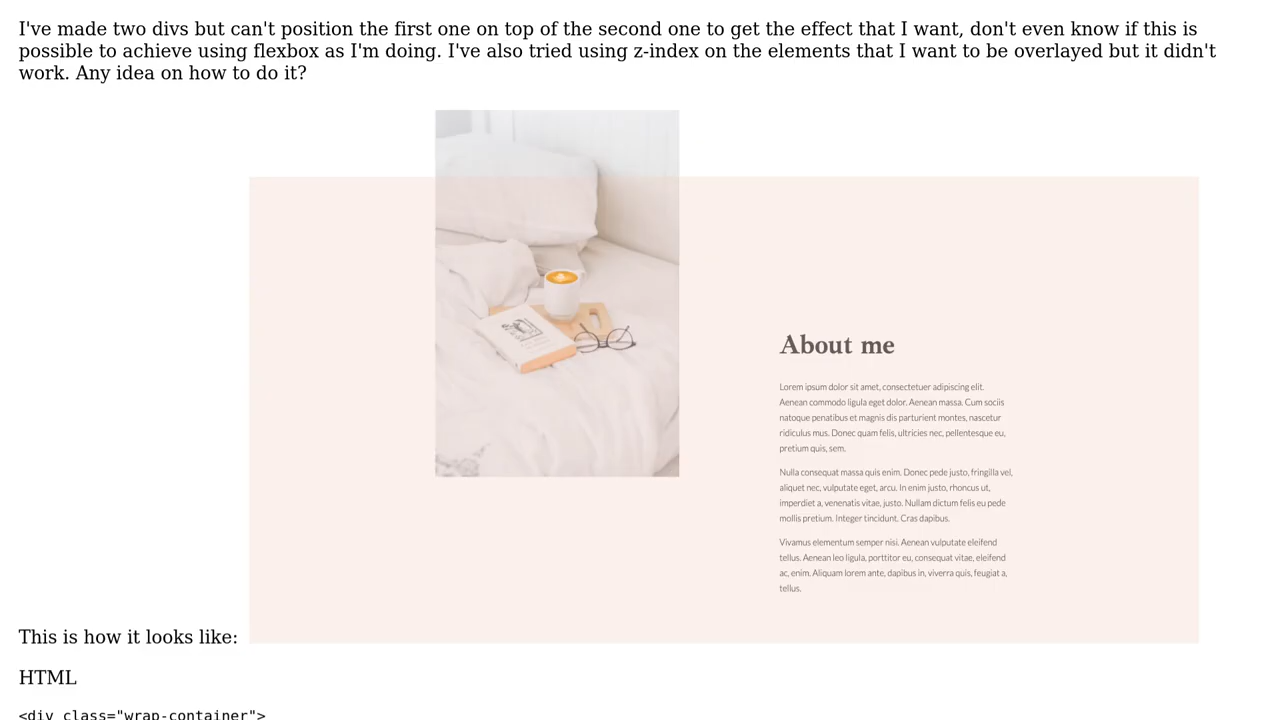 I've made two divs but can't position the first one on top of the second one to get the effect that I want, don't even know if this is
possible to achieve using flexbox as I'm doing. I've also tried using z-index on the elements that I want to be overlayed but it didn't
work. Any idea on how to do it?
About me
Lorem ipsum dolor sit amet, consectetuer adipiscing elit.
Aenean commodo ligula eget dolor. Aenean massa. Cum sociis
natoque penatibus et magnis dis parturient montes, nascetur
ridiculus mus. Donec quam felis, ultricies nec, pellentesque eu,
pretium quis, sem.
Nulla consequat massa quis enim. Donec pede justo, fringilla vel,
aliquet nec, vulputate eget, arcu. In enim justo, rhoncus ut,
imperdiet a, venenatis vitae, justo. Nullam dictum felis eu pede
mollis pretium. Integer tincidunt. Cras dapibus.
Vivamus elementum semper nisi. Aenean vulputate eleifend
tellus. Aenean leo ligula, porttitor eu, consequat vitae, eleifend
ac, enim. Aliquam lorem ante, dapibus in, viverra quis, feugiat a,
tellus.
This is how it looks like:
HTML
<div class="wrap-container">